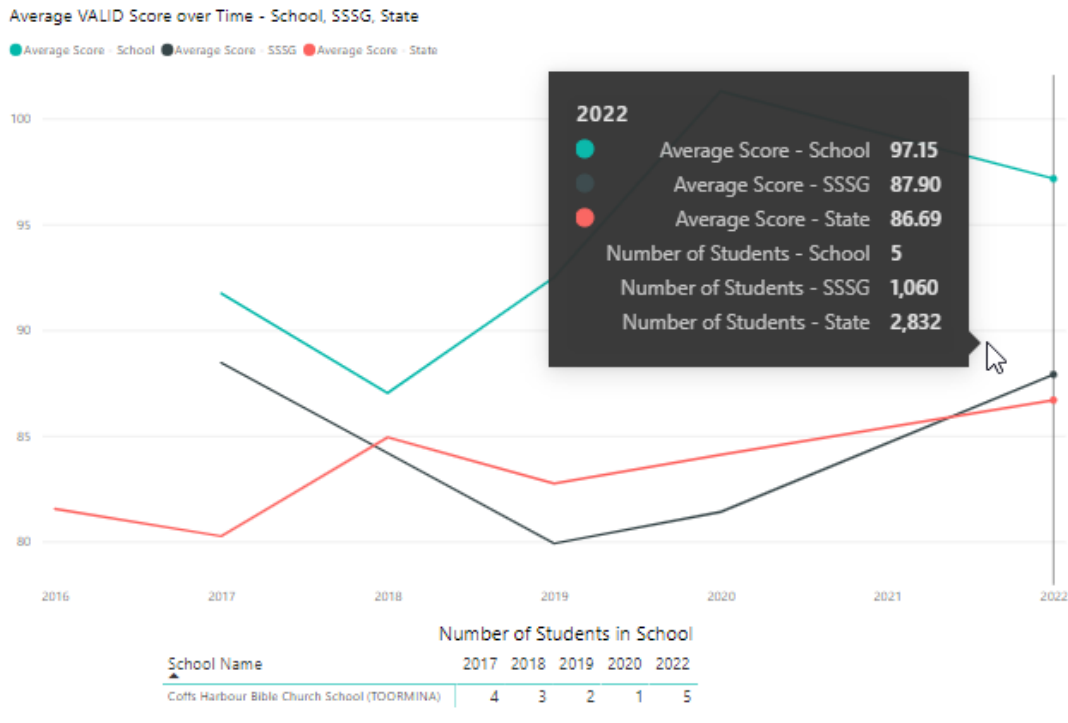 Average VALID Score over Time - School, SSSG, State
Average Score - School Average Score - SSSG Average Score - State
100
95
90
85
80
2022
Average Score - School 97.15
Average Score - SSSG 87.90
Average Score - State 86.69
Number of Students - School 5
Number of Students - SSSG 1,060
Number of Students - State 2,832
2016 2017 2018 2019 2020 2021 2022
Number of Students in School
School Name 2017 2018 2019 2020 2022
Coffs Harbour Bible Church School (TOORMINA) 4 3 2 1 5